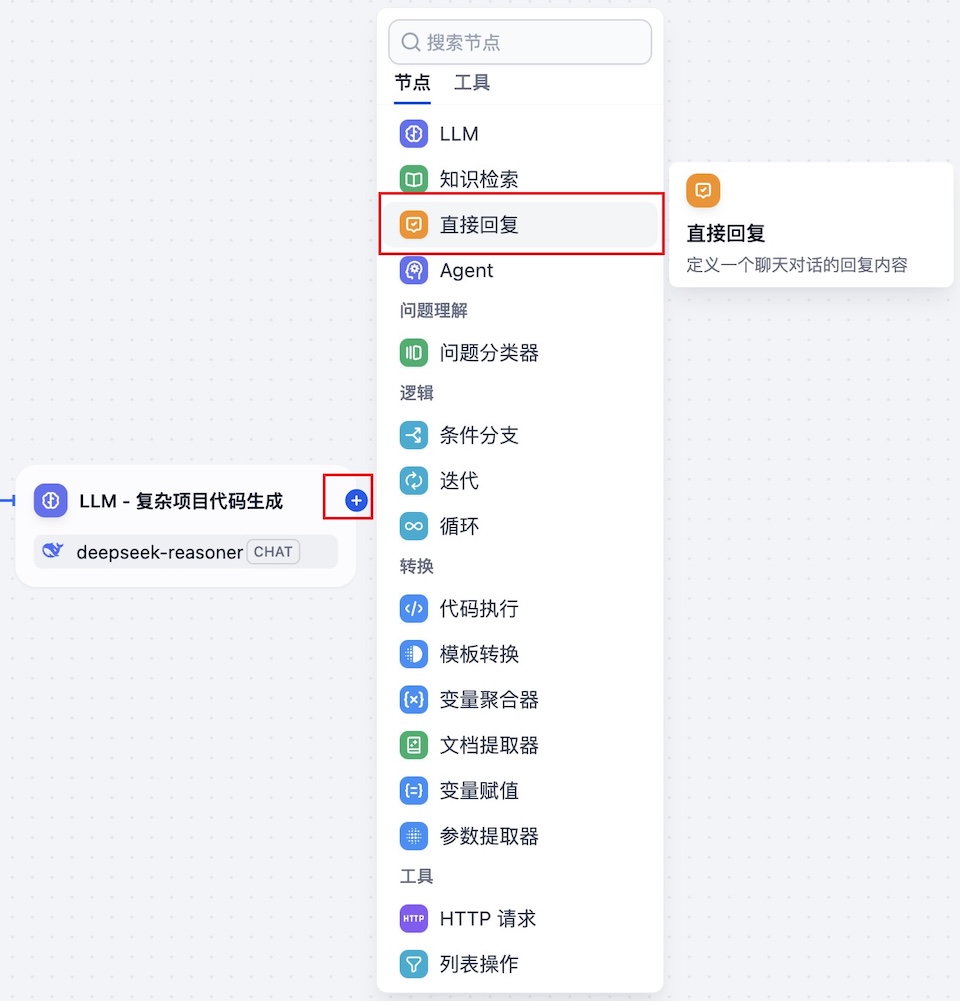 搜索节点
节点 工具
LLM
知识检索
直接回复
Agent
问题理解
问题分类器
逻辑
条件分支
迭代
循环
转换
代码执行
模板转换
变量聚合器
文档提取器
变量赋值
参数提取器
工具
HTTP HTTP 请求
列表操作
直接回复
定义一个聊天对话的回复内容
LLM - 复杂项目代码生成
deepseek-reasoner CHAT